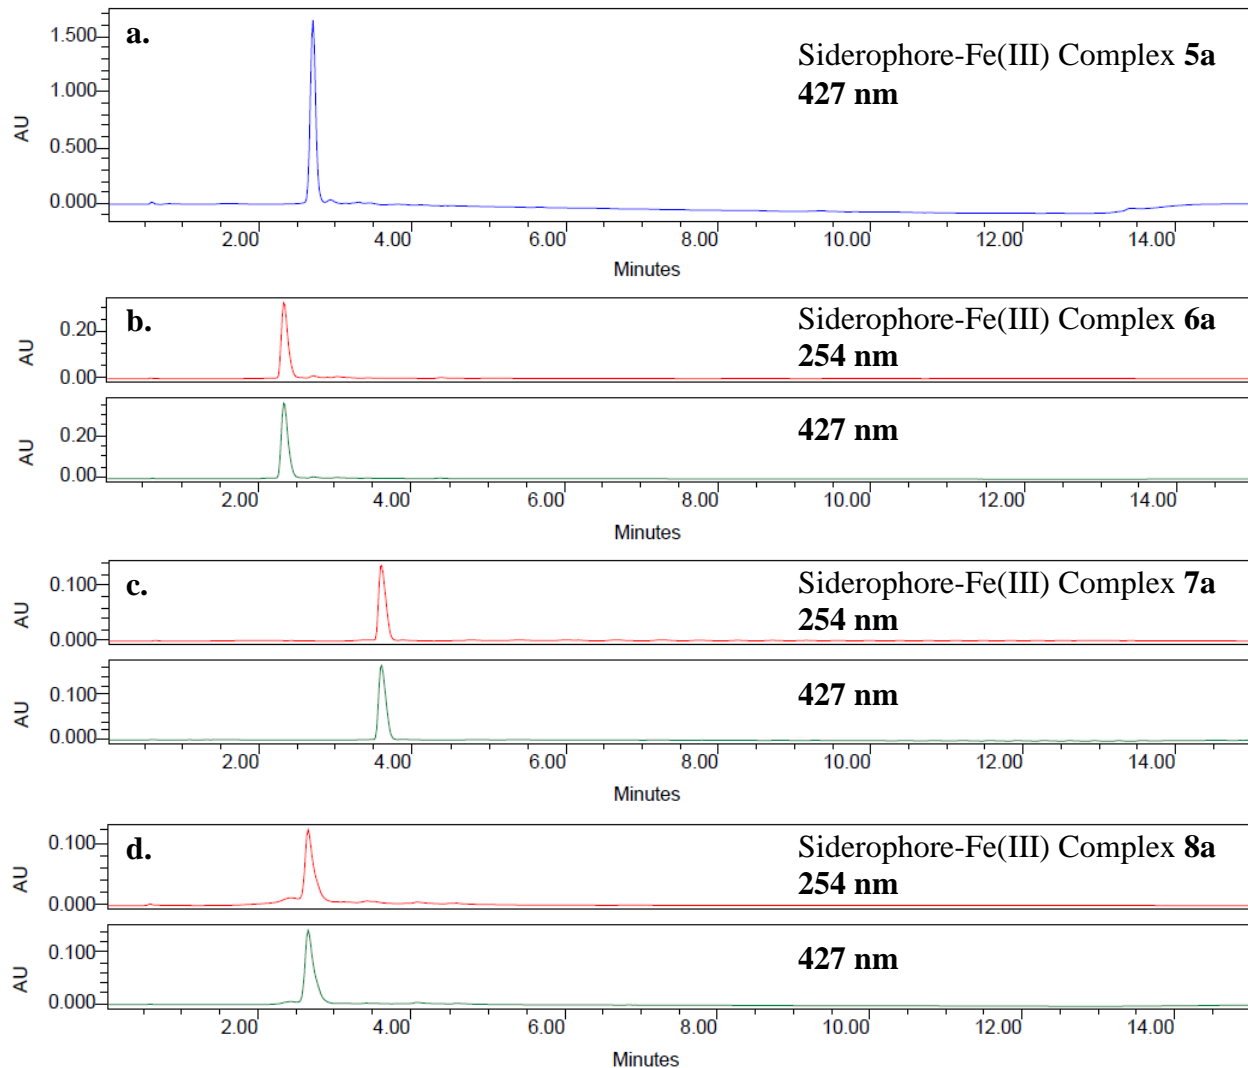 a.
Siderophore-Fe(III) Complex 5a
427 nm
AU
1.500
1.000
0.500
0.000
2.00 4.00 6.00 8.00 10.00 12.00 14.00
Minutes
b.
Siderophore-Fe(III) Complex 6a
254 nm
AU
0.20
0.00
427 nm
AU
0.20
0.00
2.00 4.00 6.00 8.00 10.00 12.00 14.00
Minutes
c.
Siderophore-Fe(III) Complex 7a
254 nm
AU
0.100
0.000
427 nm
AU
0.100
0.000
2.00 4.00 6.00 8.00 10.00 12.00 14.00
Minutes
d.
Siderophore-Fe(III) Complex 8a
254 nm
AU
0.100
0.000
427 nm
AU
0.100
0.000
2.00 4.00 6.00 8.00 10.00 12.00 14.00
Minutes